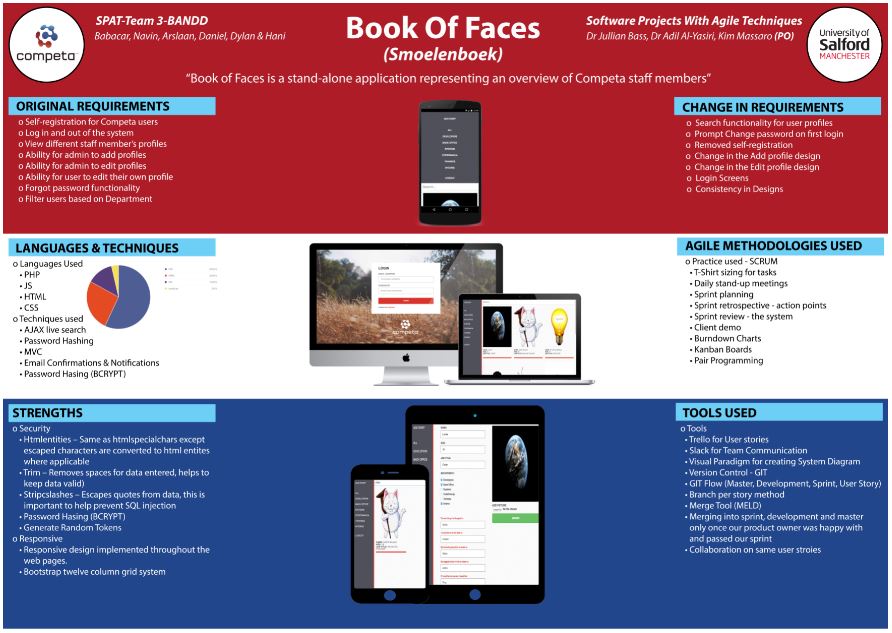 competa
SPAT-Team 3-BANDD
Babacar, Navin, Arslaan, Daniel, Dylan & Hani
Book Of Faces
(Smoelenboek)
Software Projects With Agile Techniques
Dr Jullian Bass, Dr Adil Al-Yasiri, Kim Massaro (PO)
University of
Salford
MANCHESTER
“Book of Faces is a stand-alone application representing an overview of Competa staff members”
ORIGINAL REQUIREMENTS
o Self-registration for Competa users
o Log in and out of the system
o View different staff member's profiles
o Ability for admin to add profiles
o Ability for admin to edit profiles
o Ability for user to edit their own profile
o Forgot password functionality
o Filter users based on Department
CHANGE IN REQUIREMENTS
o Search functionality for user profiles
o Prompt Change password on first login
o Removed self-registration
o Change in the Add profile design
o Change in the Edit profile design
o Login Screens
o Consistency in Designs
LANGUAGES & TECHNIQUES
o Languages Used
• PHP
• JS
• HTML
• CSS
o Techniques used
• AJAX live search
• Password Hashing
• MVC
• Email Confirmations & Notifications
• Password Hasing (BCRYPT)
LOGIN
competa
AGILE METHODOLOGIES USED
o Practice used - SCRUM
• T-Shirt sizing for tasks
• Daily stand-up meetings
• Sprint planning
• Sprint retrospective - action points
• Sprint review - the system
• Client demo
• Burndown Charts
• Kanban Boards
• Pair Programming
STRENGTHS
o Security
• Htmlentities – Same as htmlspecialchars except
escaped characters are converted to html entites
where applicable
• Trim – Removes spaces for data entered, helps to
keep data valid)
• Stripcslashes – Escapes quotes from data, this is
important to help prevent SQL injection
• Password Hashing (BCRYPT)
• Generate Random Tokens
o Responsive
• Responsive design implemented throughout the
web pages.
• Bootstrap twelve column grid system
TOOLS USED
o Tools
• Trello for User stories
• Slack for Team Communication
• Visual Paradigm for creating System Diagram
• Version Control - GIT
• GIT Flow (Master, Development, Sprint, User Story)
• Branch per story method
• Merge Tool (MELD)
• Merging into sprint, development and master
only once our product owner was happy with
and passed our sprint
• Collaboration on same user stroies